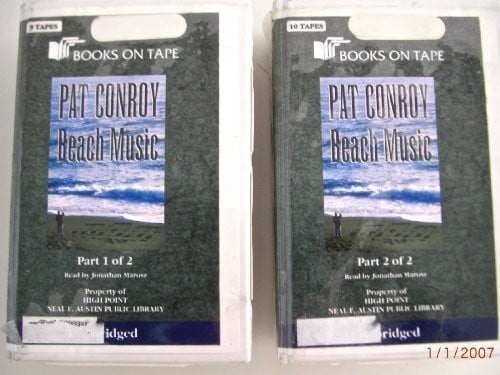 9 TAPES
BOOKS ON TAPE
PAT CONROY
Beach Music
Part 1 of 2
Read by Jonathan Marosz
Property of
HIGH POINT
NEAL F. AUSTIN PUBLIC LIBRARY
bridged
10 TAPES
BOOKS ON TAPE
PAT CONROY
Beach Music
Part 2 of 2
Read by Jonathan Marosz
Property of
HIGH POINT
NEAL F. AUSTIN PUBLIC LIBRARY
bridged
1/1/2007